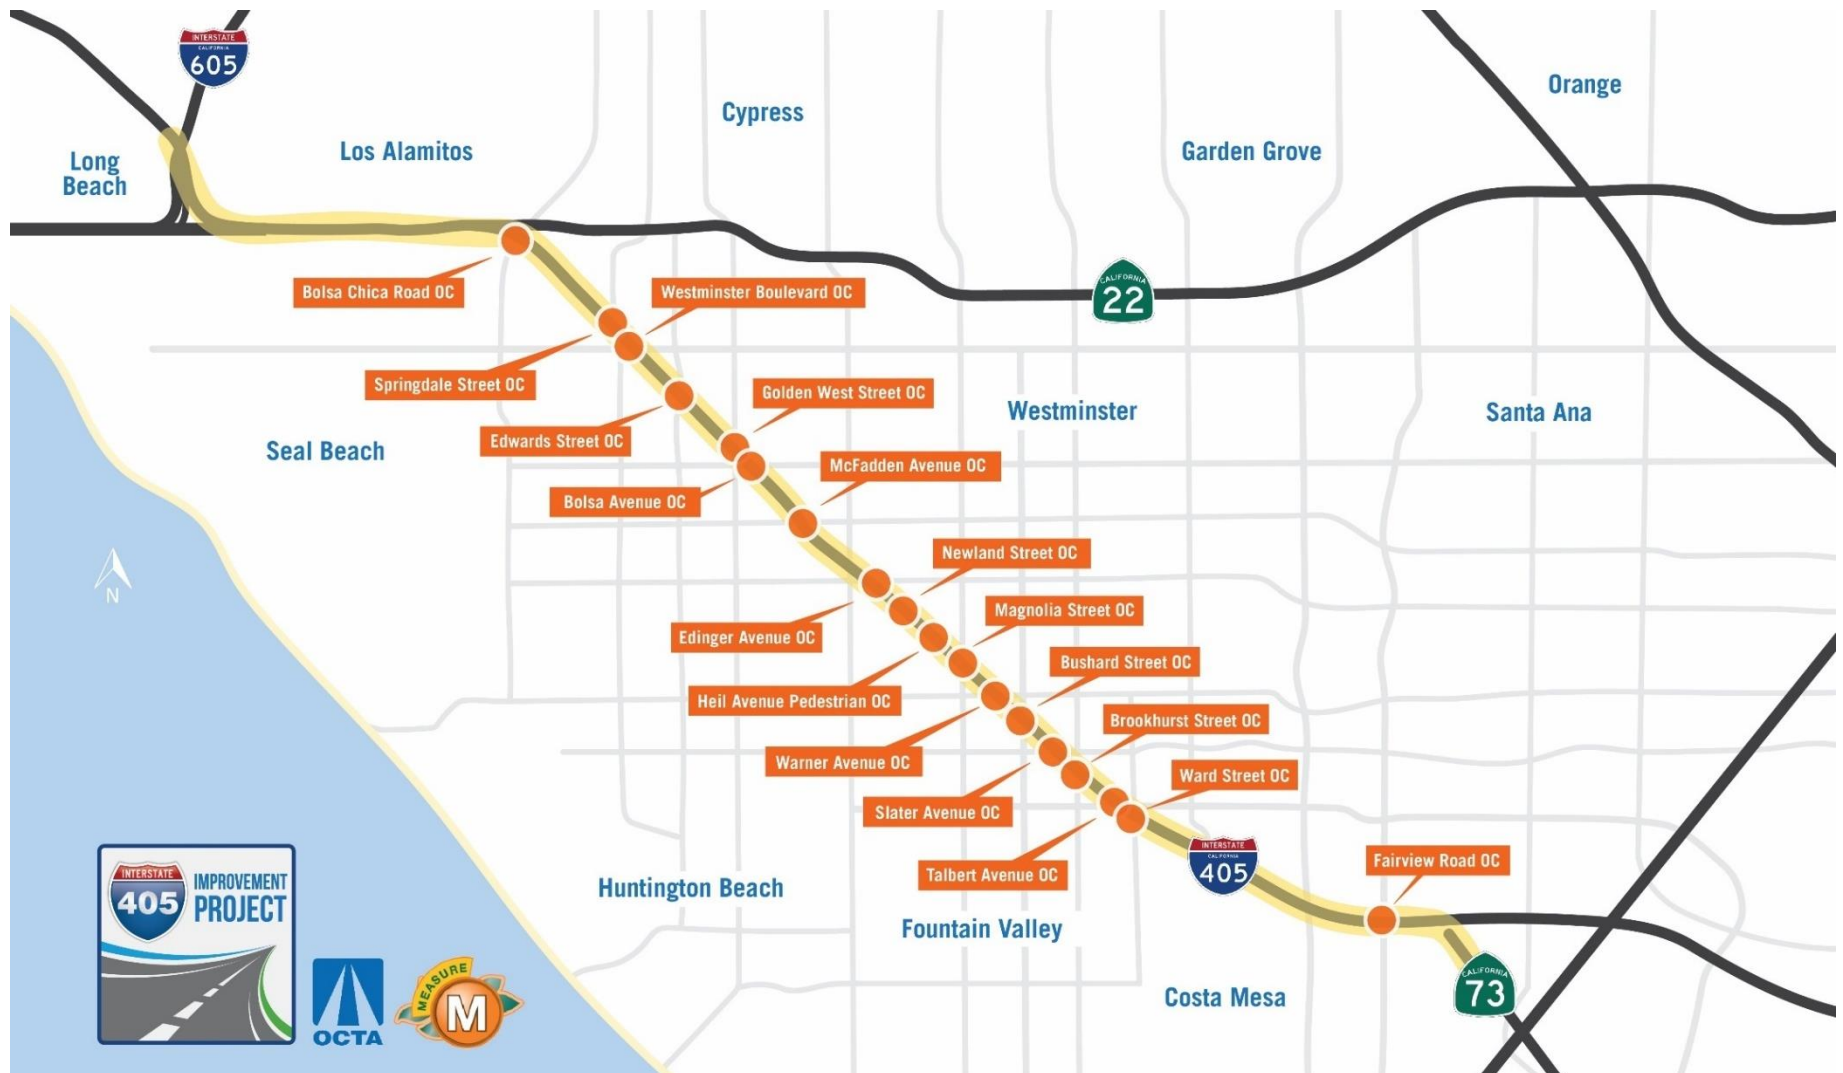 INTERSTATE
CALIFORNIA
605
Orange
Cypress
Los Alamitos
Garden Grove
Long
Beach
CALIFORNIA
22
Bolsa Chica Road OC
Westminster Boulevard OC
Springdale Street OC
Golden West Street OC
Westminster
Santa Ana
Edwards Street OC
Seal Beach
McFadden Avenue OC
Bolsa Avenue OC
Newland Street OC
N
Magnolia Street OC
Edinger Avenue OC
Bushard Street OC
Heil Avenue Pedestrian OC
Brookhurst Street OC
Warner Avenue OC
Ward Street OC
Slater Avenue OC
INTERSTATE
CALIFORNIA
405
Fairview Road OC
Talbert Avenue OC
Huntington Beach
Fountain Valley
INTERSTATE
405
IMPROVEMENT
PROJECT
MEASURE
M
OCTA
CALIFORNIA
73
Costa Mesa